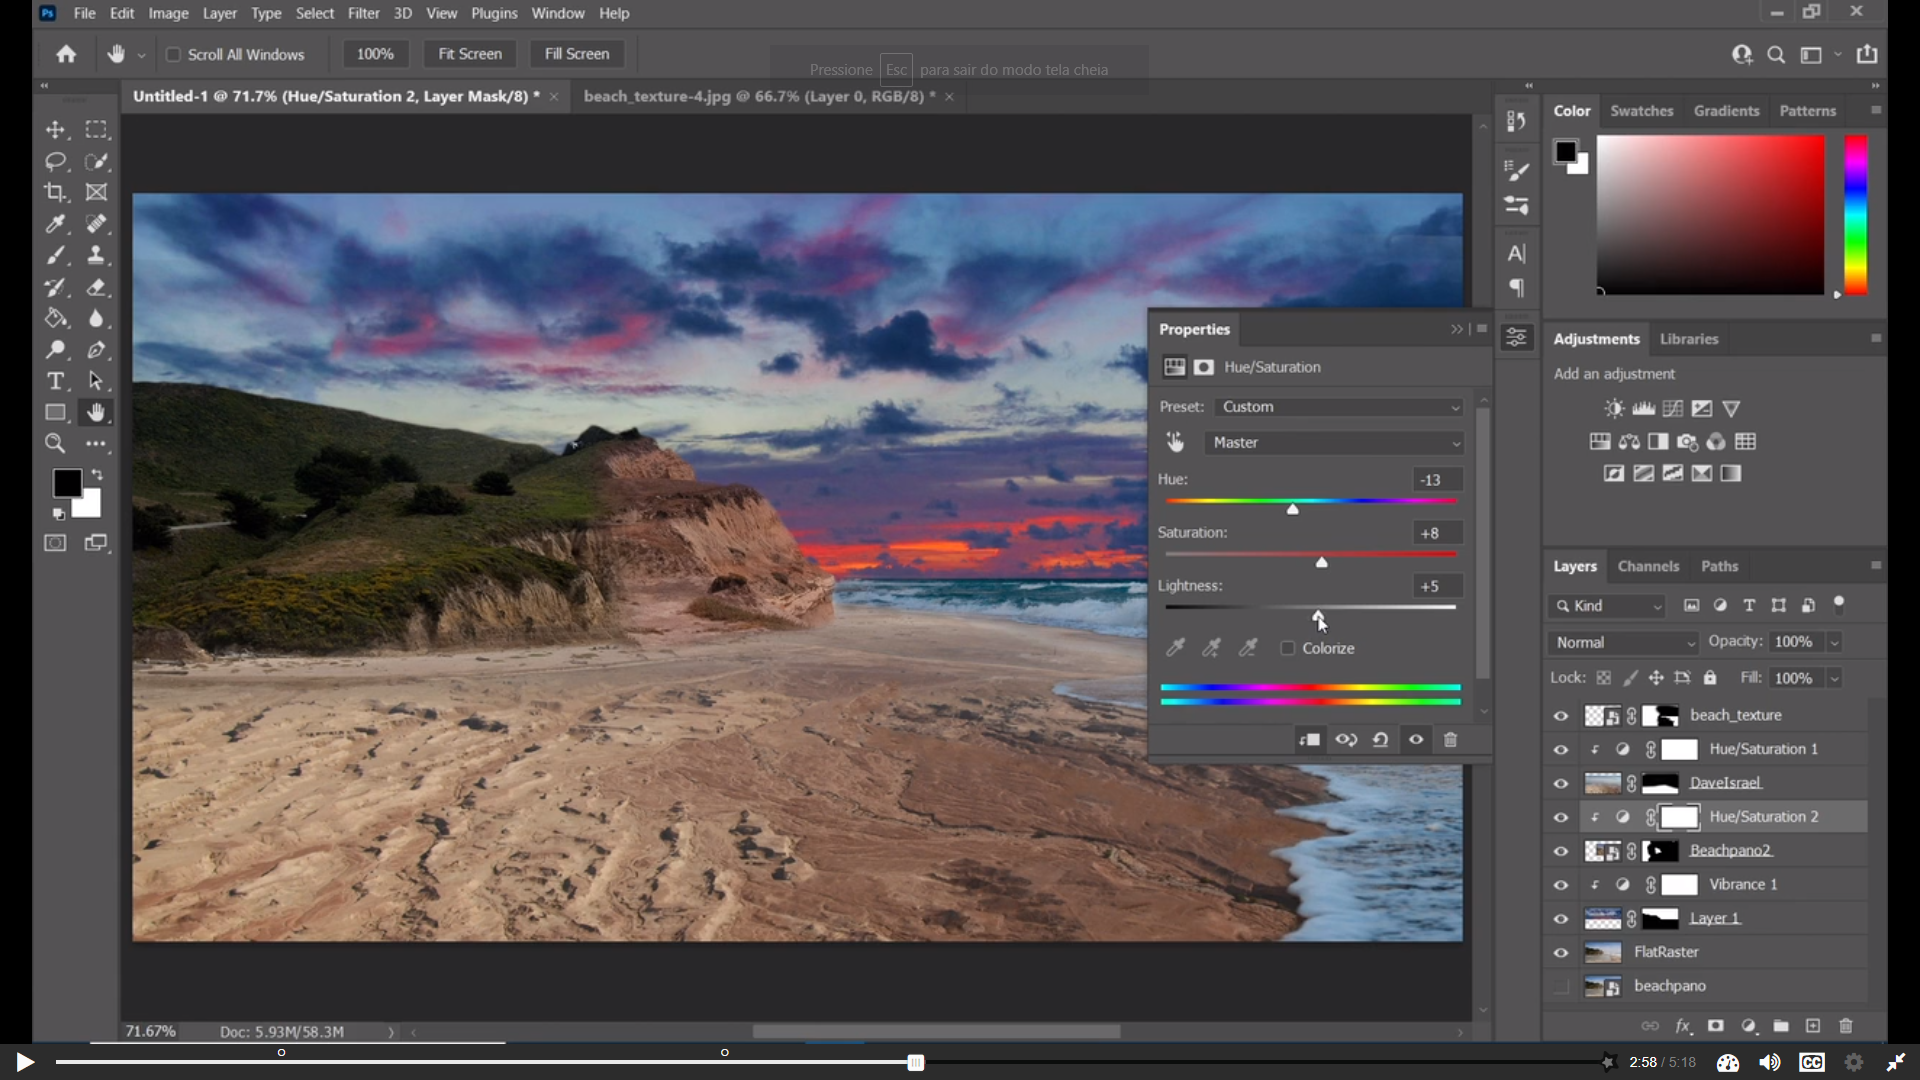 Ps File Edit Image Layer Type Select Filter 3D View Plugins Window Help
Scroll All Windows 100% Fit Screen Fill Screen
Pressione Esc para sair do modo tela cheia
Untitled-1 @ 71.7% (Hue/Saturation 2, Layer Mask/8) * ×
beach_texture-4.jpg @ 66.7% (Layer 0, RGB/8) * ×
Color Swatches Gradients Patterns
Properties
Hue/Saturation
Preset: Custom
Master
Hue: -13
Saturation: +8
Lightness: +5
Colorize
Adjustments Libraries
Add an adjustment
Layers Channels Paths
Kind
Normal Opacity: 100%
Lock: Fill: 100%
beach_texture
Hue/Saturation 1
DaveIsrael
Hue/Saturation 2
Beachpano2
Vibrance 1
Layer 1
FlatRaster
beachpano
fx
71.67% Doc: 5.93M/58.3M
2:58 / 5:18 CC